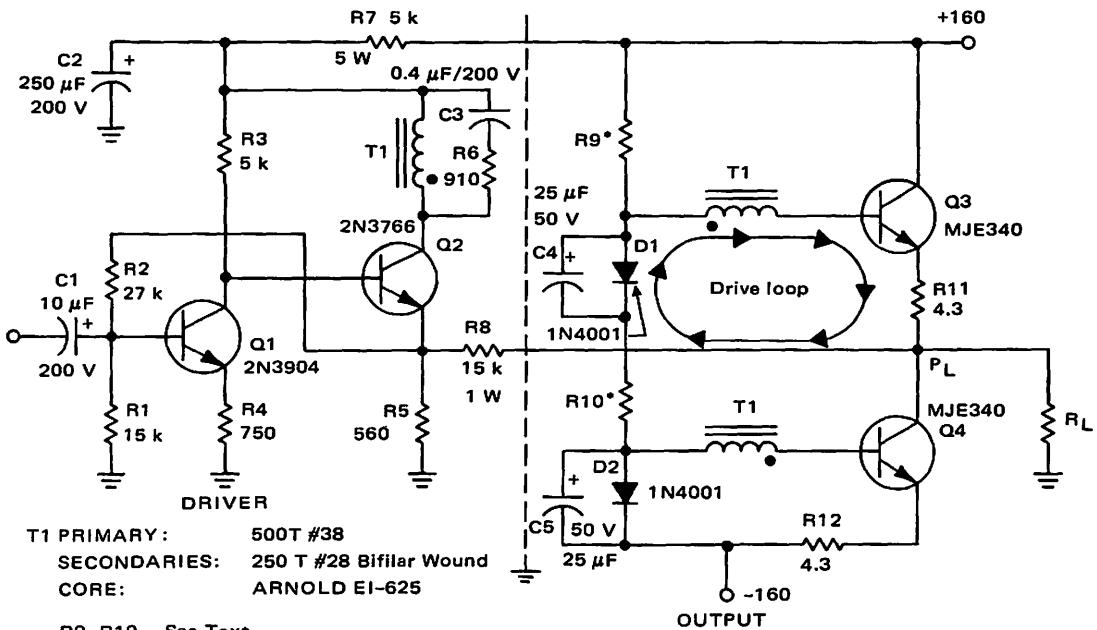 R7 5 k
5 W
+160
C2
+
250 µF
200 V
0.4 µF/200 V
C3
R3
5 k
T1
R6
910
R9*
T1
Q3
MJE340
25 µF
50 V
C4
+
D1
Drive loop
R11
4.3
1N4001
2N3766
Q2
R2
27 k
C1
10 µF
+
200 V
Q1
2N3904
R8
15 k
1 W
PL
R1
15 k
R4
750
R5
560
R10*
T1
MJE340
Q4
RL
DRIVER
+
D2
1N4001
C5
50 V
25 µF
R12
4.3
-160
OUTPUT
T1 PRIMARY: 500T #38
SECONDARIES: 250 T #28 Bifilar Wound
CORE: ARNOLD EI-625